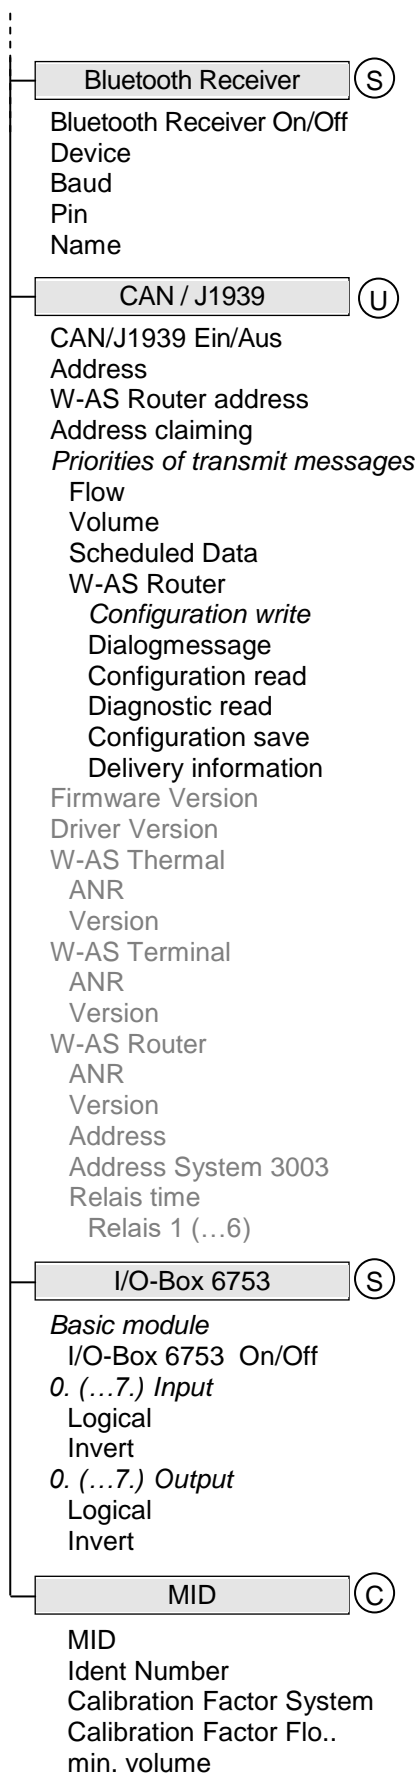 Bluetooth Receiver S
Bluetooth Receiver On/Off
Device
Baud
Pin
Name
CAN / J1939 U
CAN/J1939 Ein/Aus
Address
W-AS Router address
Address claiming
Priorities of transmit messages
Flow
Volume
Scheduled Data
W-AS Router
Configuration write
Dialogmessage
Configuration read
Diagnostic read
Configuration save
Delivery information
Firmware Version
Driver Version
W-AS Thermal
ANR
Version
W-AS Terminal
ANR
Version
W-AS Router
ANR
Version
Address
Address System 3003
Relais time
Relais 1 (…6)
I/O-Box 6753 S
Basic module
I/O-Box 6753 On/Off
0. (…7.) Input
Logical
Invert
0. (…7.) Output
Logical
Invert
MID C
MID
Ident Number
Calibration Factor System
Calibration Factor Flo..
min. volume